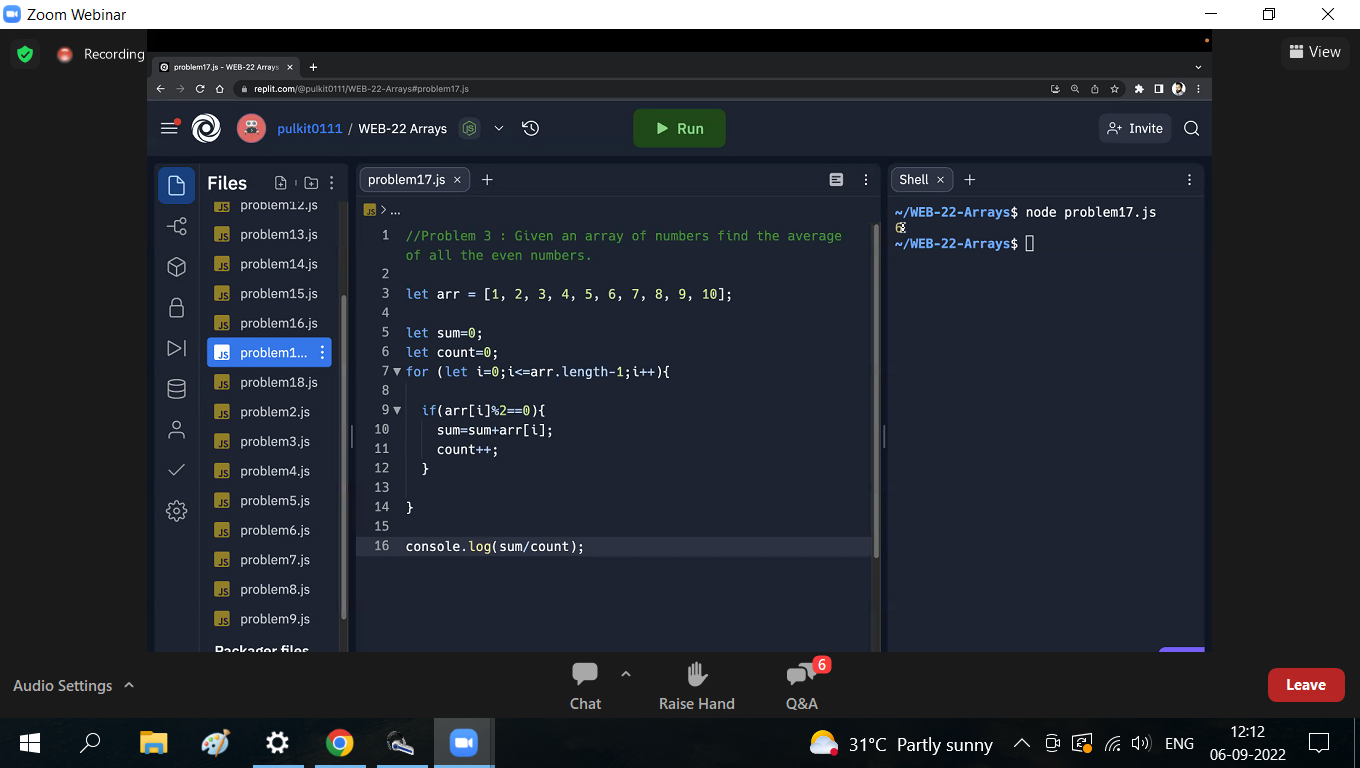 Zoom Webinar
Recording
View
problem17.js - WEB-22 Arrays
replit.com/@pulkit0111/WEB-22-Arrays#problem17.js
pulkit0111 / WEB-22 Arrays
Run
Invite
Files
problem12.js
problem13.js
problem14.js
problem15.js
problem16.js
problem1...
problem18.js
problem2.js
problem3.js
problem4.js
problem5.js
problem6.js
problem7.js
problem8.js
problem9.js
Packager files
problem17.js
JS > ...
1 //Problem 3 : Given an array of numbers find the average
of all the even numbers.
2
3 let arr = [1, 2, 3, 4, 5, 6, 7, 8, 9, 10];
4
5 let sum=0;
6 let count=0;
7 for (let i=0;i<=arr.length-1;i++){
8
9 if(arr[i]%2==0){
10 sum=sum+arr[i];
11 count++;
12 }
13
14 }
15
16 console.log(sum/count);
Shell
~/WEB-22-Arrays$ node problem17.js
6
~/WEB-22-Arrays$
Audio Settings
Chat
Raise Hand
6
Q&A
Leave
31°C Partly sunny
ENG
12:12
06-09-2022